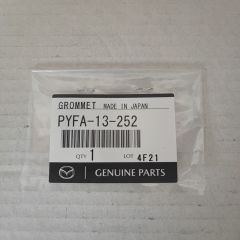 GROMMET MADE IN JAPAN
PYFA-13-252
QTY 1 LOT 4F21
GENUINE PARTS